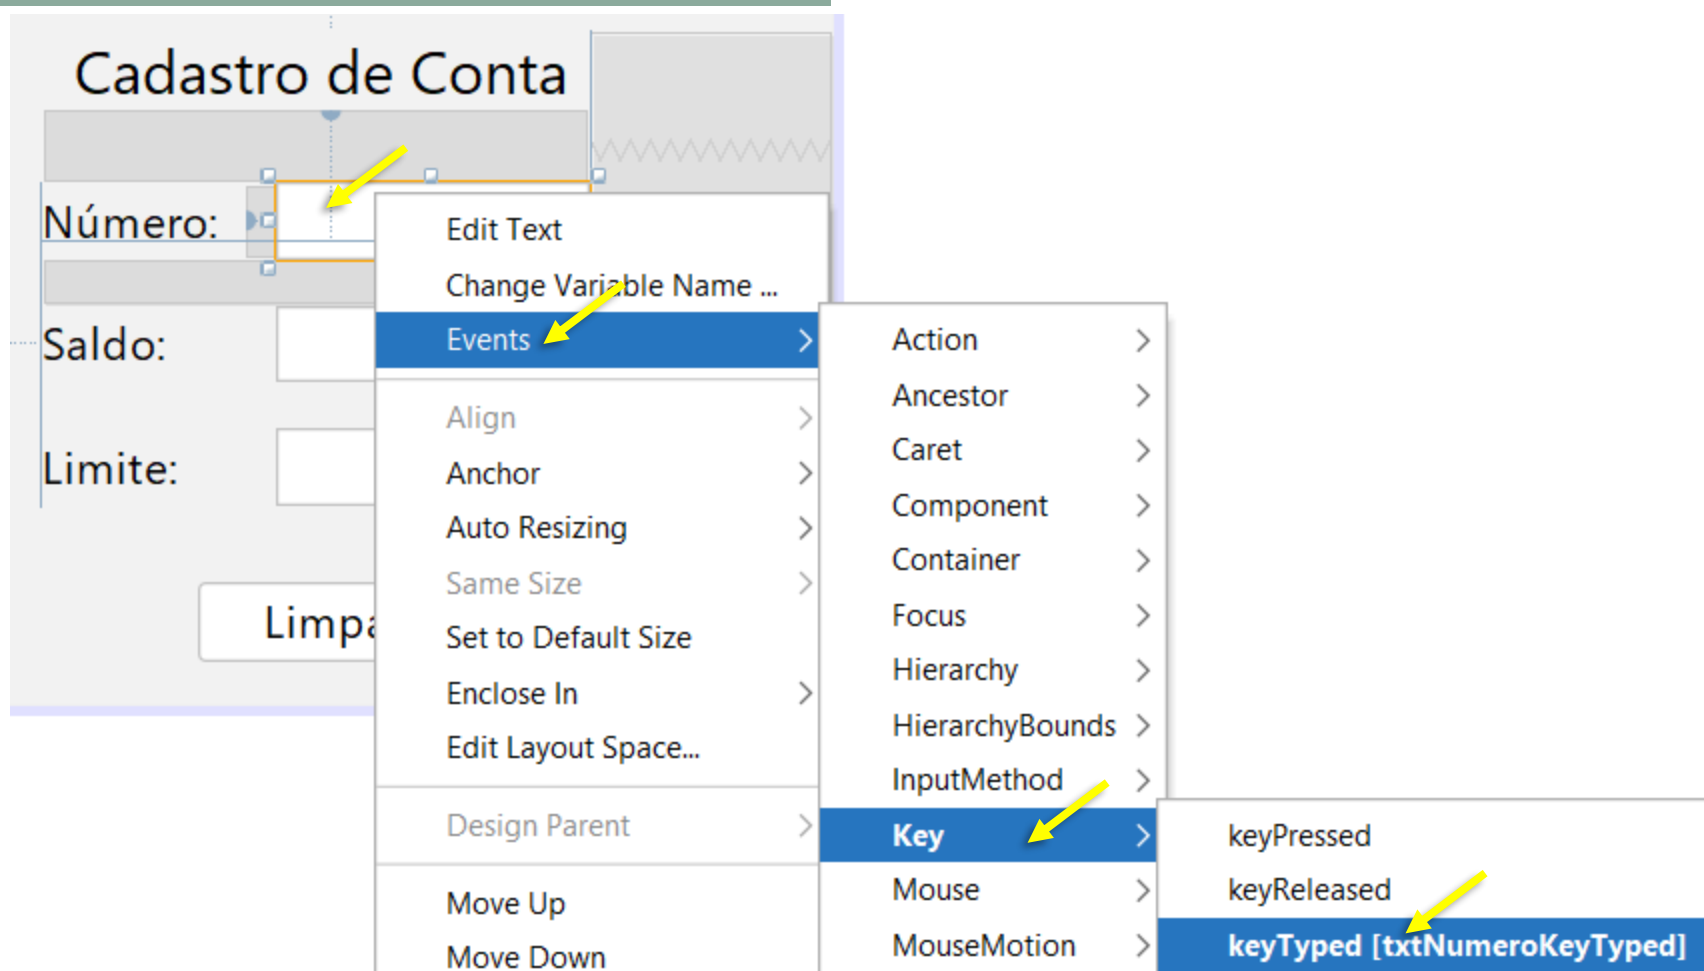 Cadastro de Conta
Número:
Saldo:
Limite:
Limpa
Edit Text
Change Variable Name ...
Events
Align
Anchor
Auto Resizing
Same Size
Set to Default Size
Enclose In
Edit Layout Space...
Design Parent
Move Up
Move Down
Action
Ancestor
Caret
Component
Container
Focus
Hierarchy
HierarchyBounds
InputMethod
Key
Mouse
MouseMotion
keyPressed
keyReleased
keyTyped [txtNumeroKeyTyped]